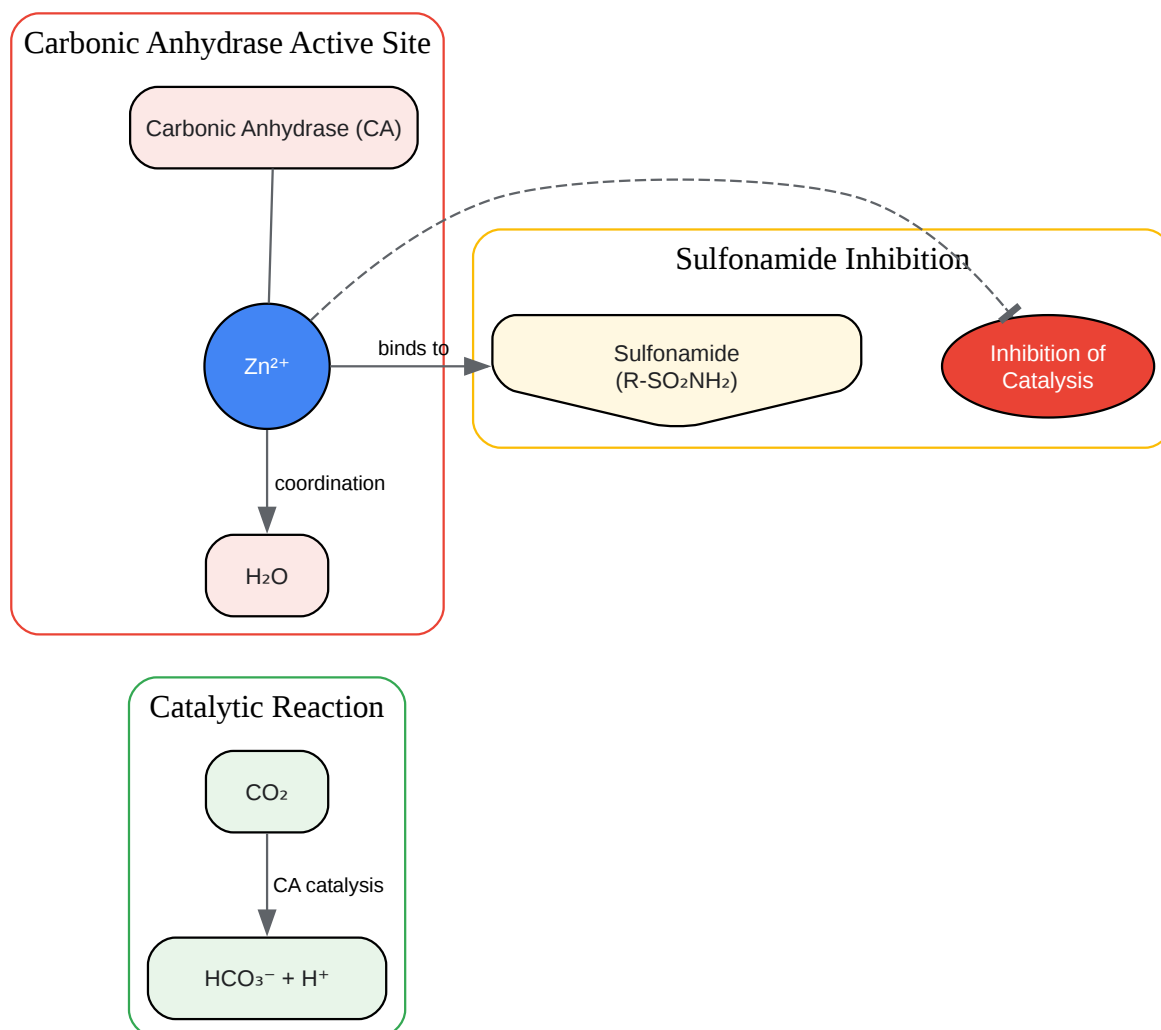 Carbonic Anhydrase Active Site
Carbonic Anhydrase (CA)
Sulfonamide Inhibition
Zn²⁺
binds to
Sulfonamide
(R-SO₂NH₂)
Inhibition of
Catalysis
coordination
H₂O
Catalytic Reaction
CO₂
CA catalysis
HCO₃⁻ + H⁺